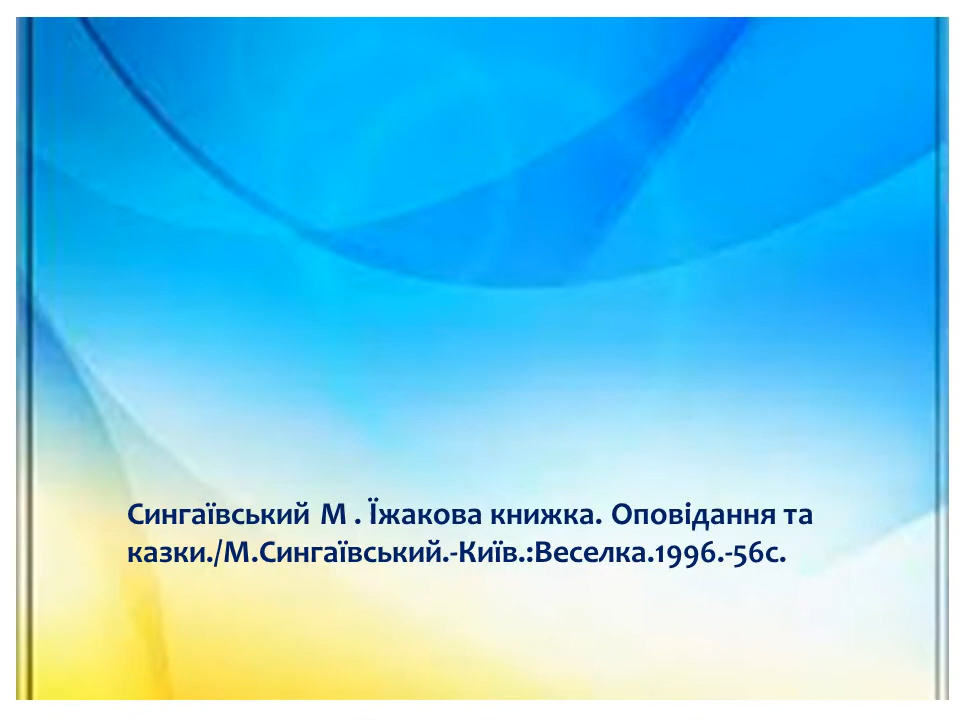 Сингаївський М . Їжакова книжка. Оповідання та
казки./М.Сингаївський.-Київ.:Веселка.1996.-56с.